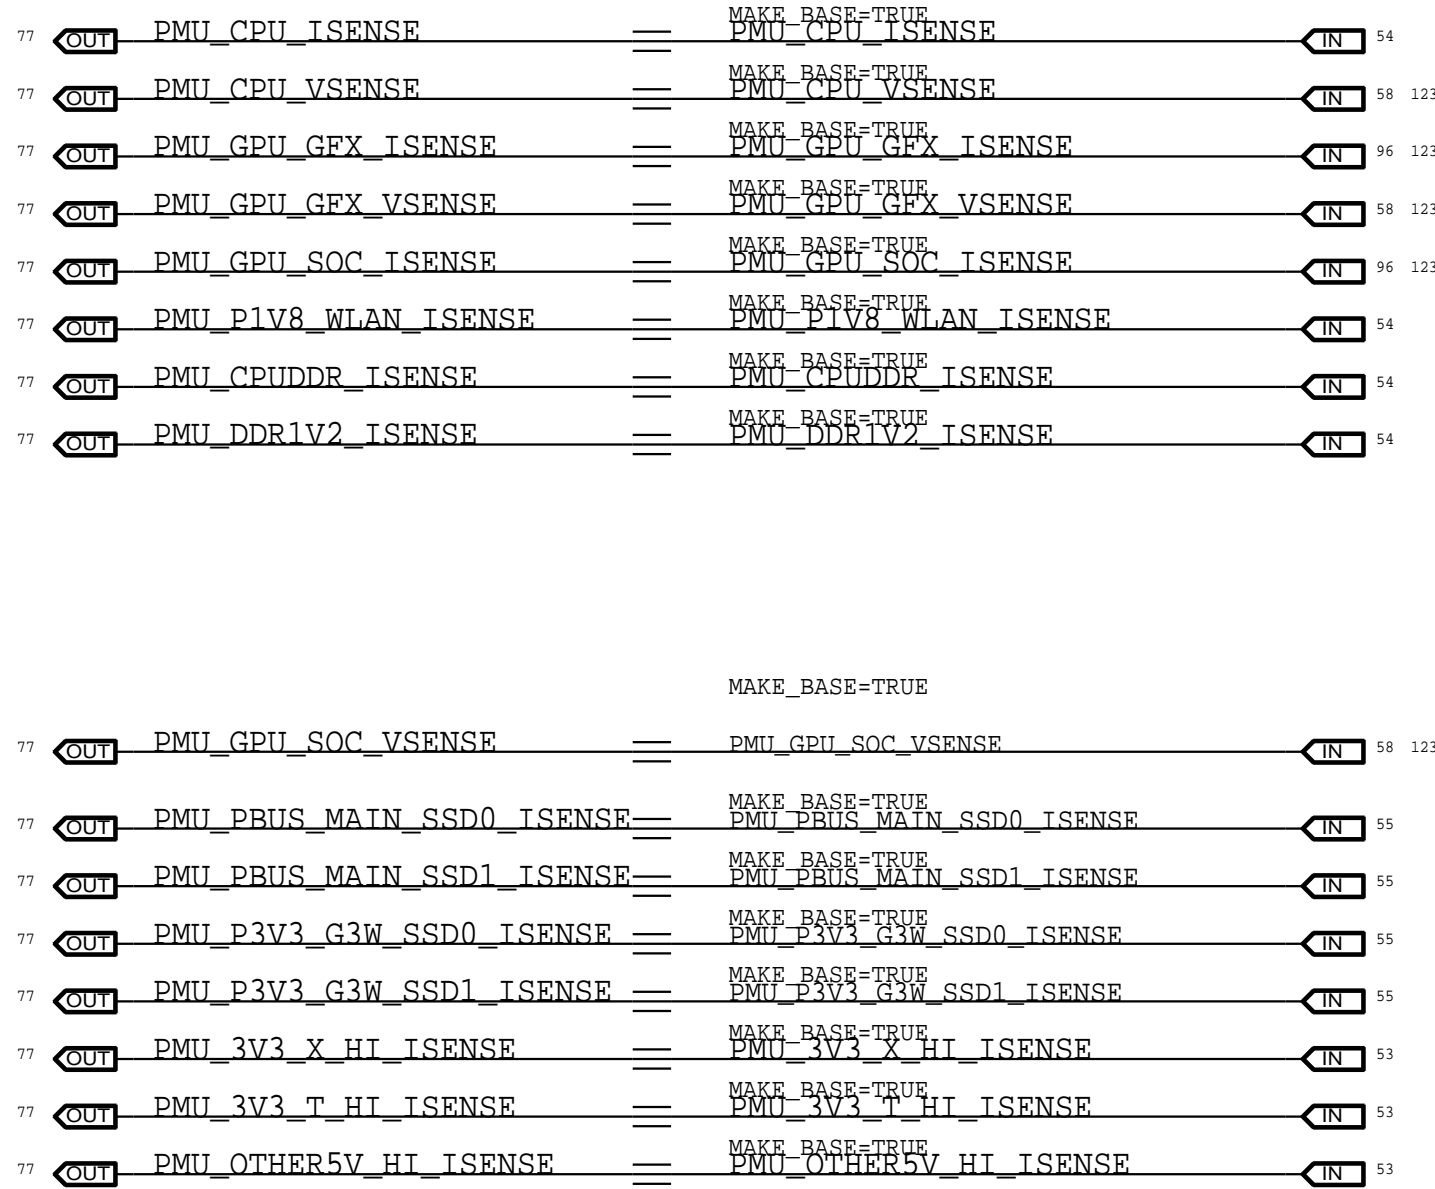 MAKE_BASE=TRUE
77 OUT PMU_CPU_ISENSE PMU_CPU_ISENSE IN 54
MAKE_BASE=TRUE
77 OUT PMU_CPU_VSENSE PMU_CPU_VSENSE IN 58 123
MAKE_BASE=TRUE
77 OUT PMU_GPU_GFX_ISENSE PMU_GPU_GFX_ISENSE IN 96 123
MAKE_BASE=TRUE
77 OUT PMU_GPU_GFX_VSENSE PMU_GPU_GFX_VSENSE IN 58 123
MAKE_BASE=TRUE
77 OUT PMU_GPU_SOC_ISENSE PMU_GPU_SOC_ISENSE IN 96 123
MAKE_BASE=TRUE
77 OUT PMU_P1V8_WLAN_ISENSE PMU_P1V8_WLAN_ISENSE IN 54
MAKE_BASE=TRUE
77 OUT PMU_CPUDDR_ISENSE PMU_CPUDDR_ISENSE IN 54
MAKE_BASE=TRUE
77 OUT PMU_DDR1V2_ISENSE PMU_DDR1V2_ISENSE IN 54
MAKE_BASE=TRUE
77 OUT PMU_GPU_SOC_VSENSE PMU_GPU_SOC_VSENSE IN 58 123
MAKE_BASE=TRUE
77 OUT PMU_PBUS_MAIN_SSD0_ISENSE PMU_PBUS_MAIN_SSD0_ISENSE IN 55
MAKE_BASE=TRUE
77 OUT PMU_PBUS_MAIN_SSD1_ISENSE PMU_PBUS_MAIN_SSD1_ISENSE IN 55
MAKE_BASE=TRUE
77 OUT PMU_P3V3_G3W_SSD0_ISENSE PMU_P3V3_G3W_SSD0_ISENSE IN 55
MAKE_BASE=TRUE
77 OUT PMU_P3V3_G3W_SSD1_ISENSE PMU_P3V3_G3W_SSD1_ISENSE IN 55
MAKE_BASE=TRUE
77 OUT PMU_3V3_X_HI_ISENSE PMU_3V3_X_HI_ISENSE IN 53
MAKE_BASE=TRUE
77 OUT PMU_3V3_T_HI_ISENSE PMU_3V3_T_HI_ISENSE IN 53
MAKE_BASE=TRUE
77 OUT PMU_OTHER5V_HI_ISENSE PMU_OTHER5V_HI_ISENSE IN 53